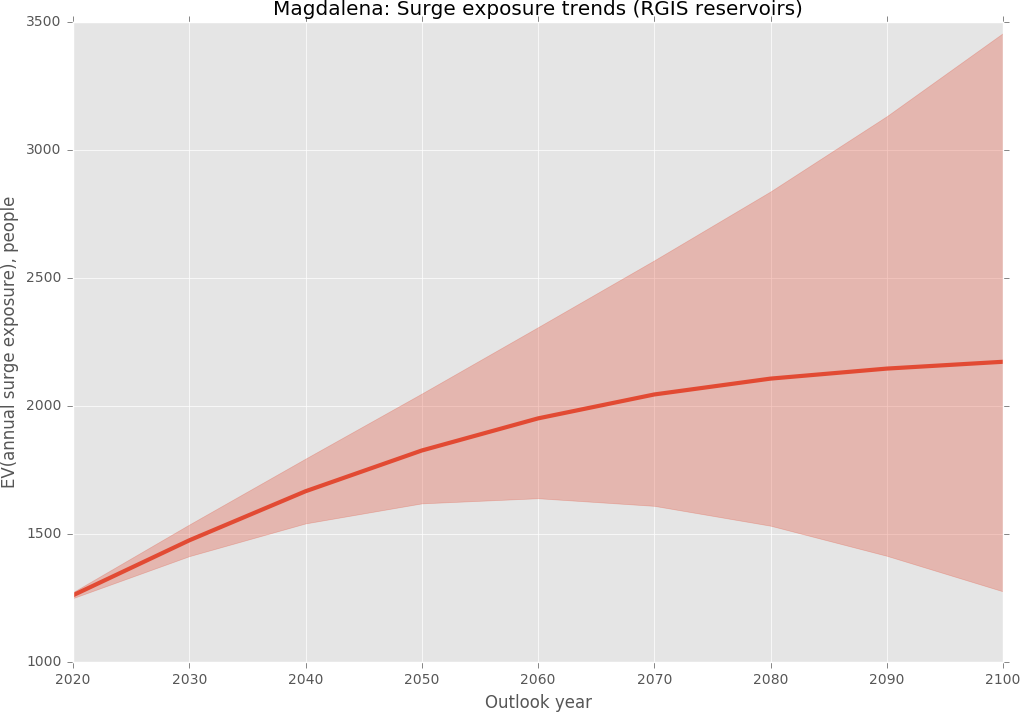 Magdalena: Surge exposure trends (RGIS reservoirs)
EV(annual surge exposure), people
3500
3000
2500
2000
1500
1000
2020 2030 2040 2050 2060 2070 2080 2090 2100
Outlook year